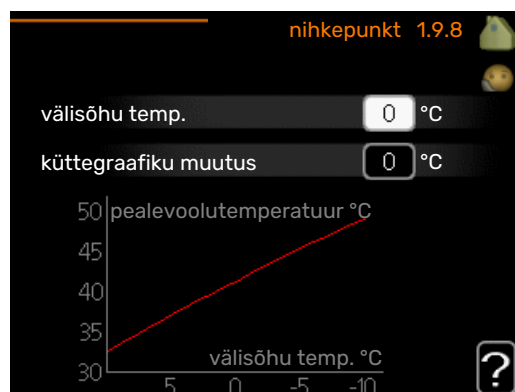 nihkepunkt 1.9.8
välisõhu temp. 0 °C
küttegraafiku muutus 0 °C
pealevoolutemperatuur °C
50
45
40
35
30
välisõhu temp. °C
5 0 -5 -10
?